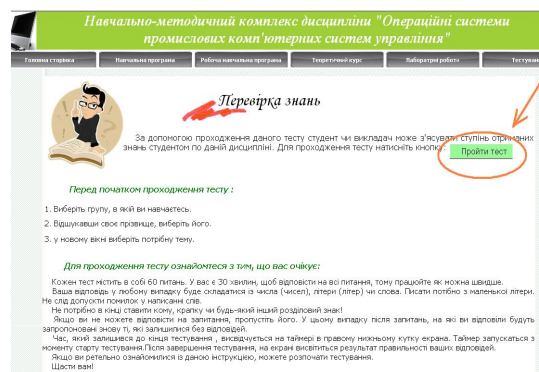 Навчально-методичний комплекс дисципліни "Операційні системи
промислових комп'ютерних систем управління"
Головна сторінка Навчальна програма Робоча навчальна програма Теоретичний курс Лабораторні роботи Тестуван
Перевірка знань
За допомогою проходження даного тесту студент чи викладач може з'ясувати ступінь отриманих
знань студентом по даній дисципліні. Для проходження тесту натисніть кнопку: Пройти тест
Перед початком проходження тесту :
1. Виберіть групу, в якій ви навчаєтесь.
2. Відшукавши своє прізвище, виберіть його.
3. у новому вікні виберіть потрібну тему.
Для проходження тесту ознайомтеся з тим, що вас очікує:
Кожен тест містить в собі 60 питань. У вас є 30 хвилин, щоб відповісти на всі питання, тому працюйте як можна швидше.
Ваша відповідь у любому випадку буде складатися із числа (чисел), літери (літер) чи слова. Писати потібно з маленької літери.
Не слід допускти помилок у написанні слів.
Не потрібно в кінці ставити кому, крапку чи будь-який інший розділовий знак!
Якщо ви не можете відповісти на запитання, пропустіть його. У цьому випадку після запитань, на які ви відповіли будуть
запропоновані знову ті, які залишилися без відповідей.
Час, який залишився до кінця тестування , висвідчується на таймері в правому нижньому кутку екрана. Таймер запускається з
моменту старту тестування.Після завершення тестування, на екрані висвітиться результат правильності ваших відповідей.
Якщо ви ретельно ознайомилися із даною інструкцією, можете розпочати тестування.
Щасти вам!